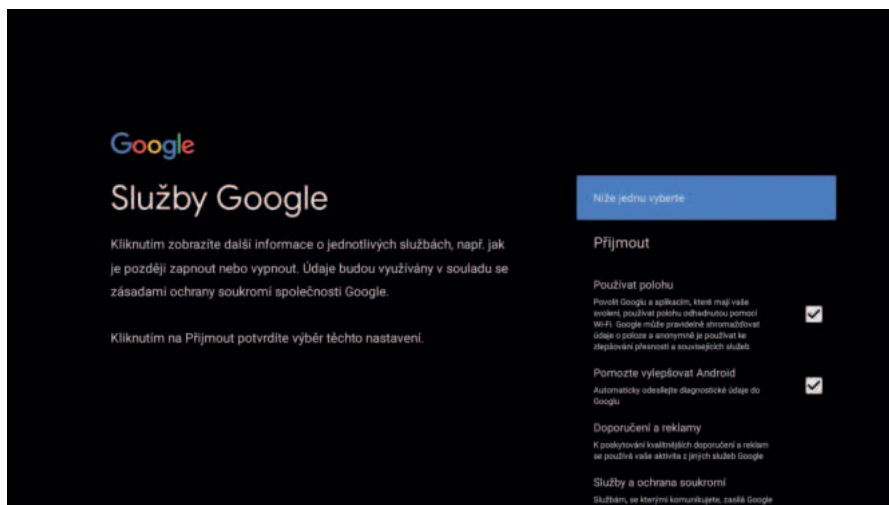 Google
Služby Google
Kliknutím zobrazíte další informace o jednotlivých službách, např. jak
je později zapnout nebo vypnout. Údaje budou využívány v souladu se
zásadami ochrany soukromí společnosti Google.
Kliknutím na Přijmout potvrdíte výběr těchto nastavení.
Níže jednu vyberte
Přijmout
Používat polohu
Povolit Googlu a aplikacím, které mají vaše
svolení, používat polohu odhadnutou pomocí
Wi-Fi. Google může pravidelně shromažďovat
údaje o poloze a anonymně je používat ke
zlepšování přesnosti a souvisejících služeb
Pomozte vylepšovat Android
Automaticky odesílejte diagnostické údaje do
Googlu
Doporučení a reklamy
K poskytování kvalitnějších doporučení a reklam
se používá vaše aktivita z jiných služeb Google
Služby a ochrana soukromí
Službám, se kterými komunikujete, zasílá Google